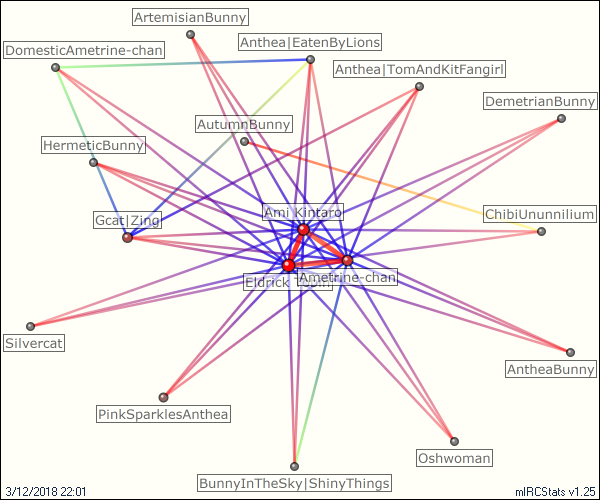 ArtemisianBunny
DomesticAmetrine-chan
Anthea|EatenByLions
Anthea|TomAndKitFangirl
DemetrianBunny
AutumnBunny
HermeticBunny
Gcat|Zing
Ami Kintaro
ChibiUnunnilium
Eldrick
Ametrine-chan
Silvercat
AntheaBunny
PinkSparklesAnthea
Oshwoman
BunnyInTheSky|ShinyThings
3/12/2018 22:01
mIRCStats v1.25